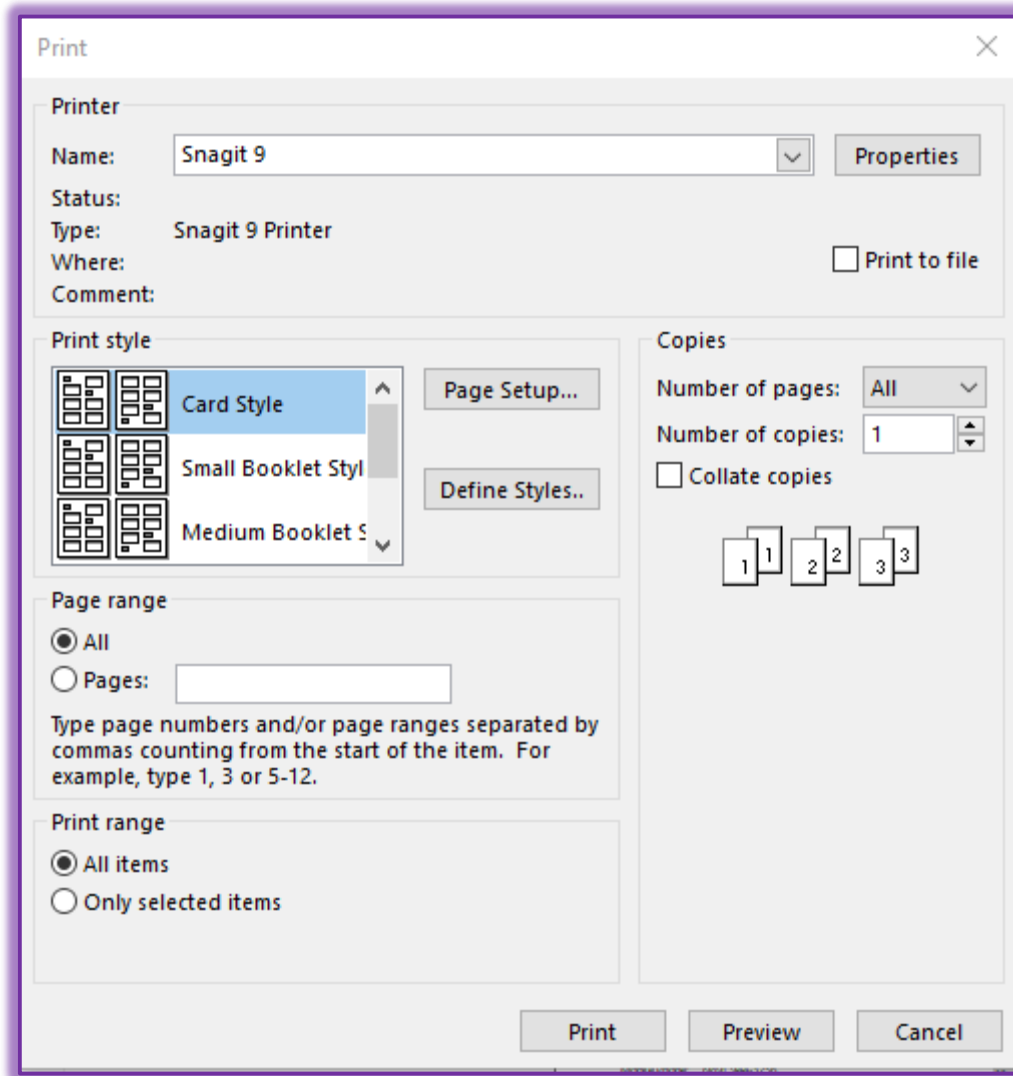 Print
Printer
Name: Snagit 9 Properties
Status:
Type: Snagit 9 Printer
Where:
Print to file
Comment:
Print style
Card Style
Small Booklet Styl
Medium Booklet S
Page Setup...
Define Styles..
Copies
Number of pages: All
Number of copies: 1
Collate copies
1 1 2 2 3 3
Page range
All
Pages:
Type page numbers and/or page ranges separated by
commas counting from the start of the item. For
example, type 1, 3 or 5-12.
Print range
All items
Only selected items
Print Preview Cancel